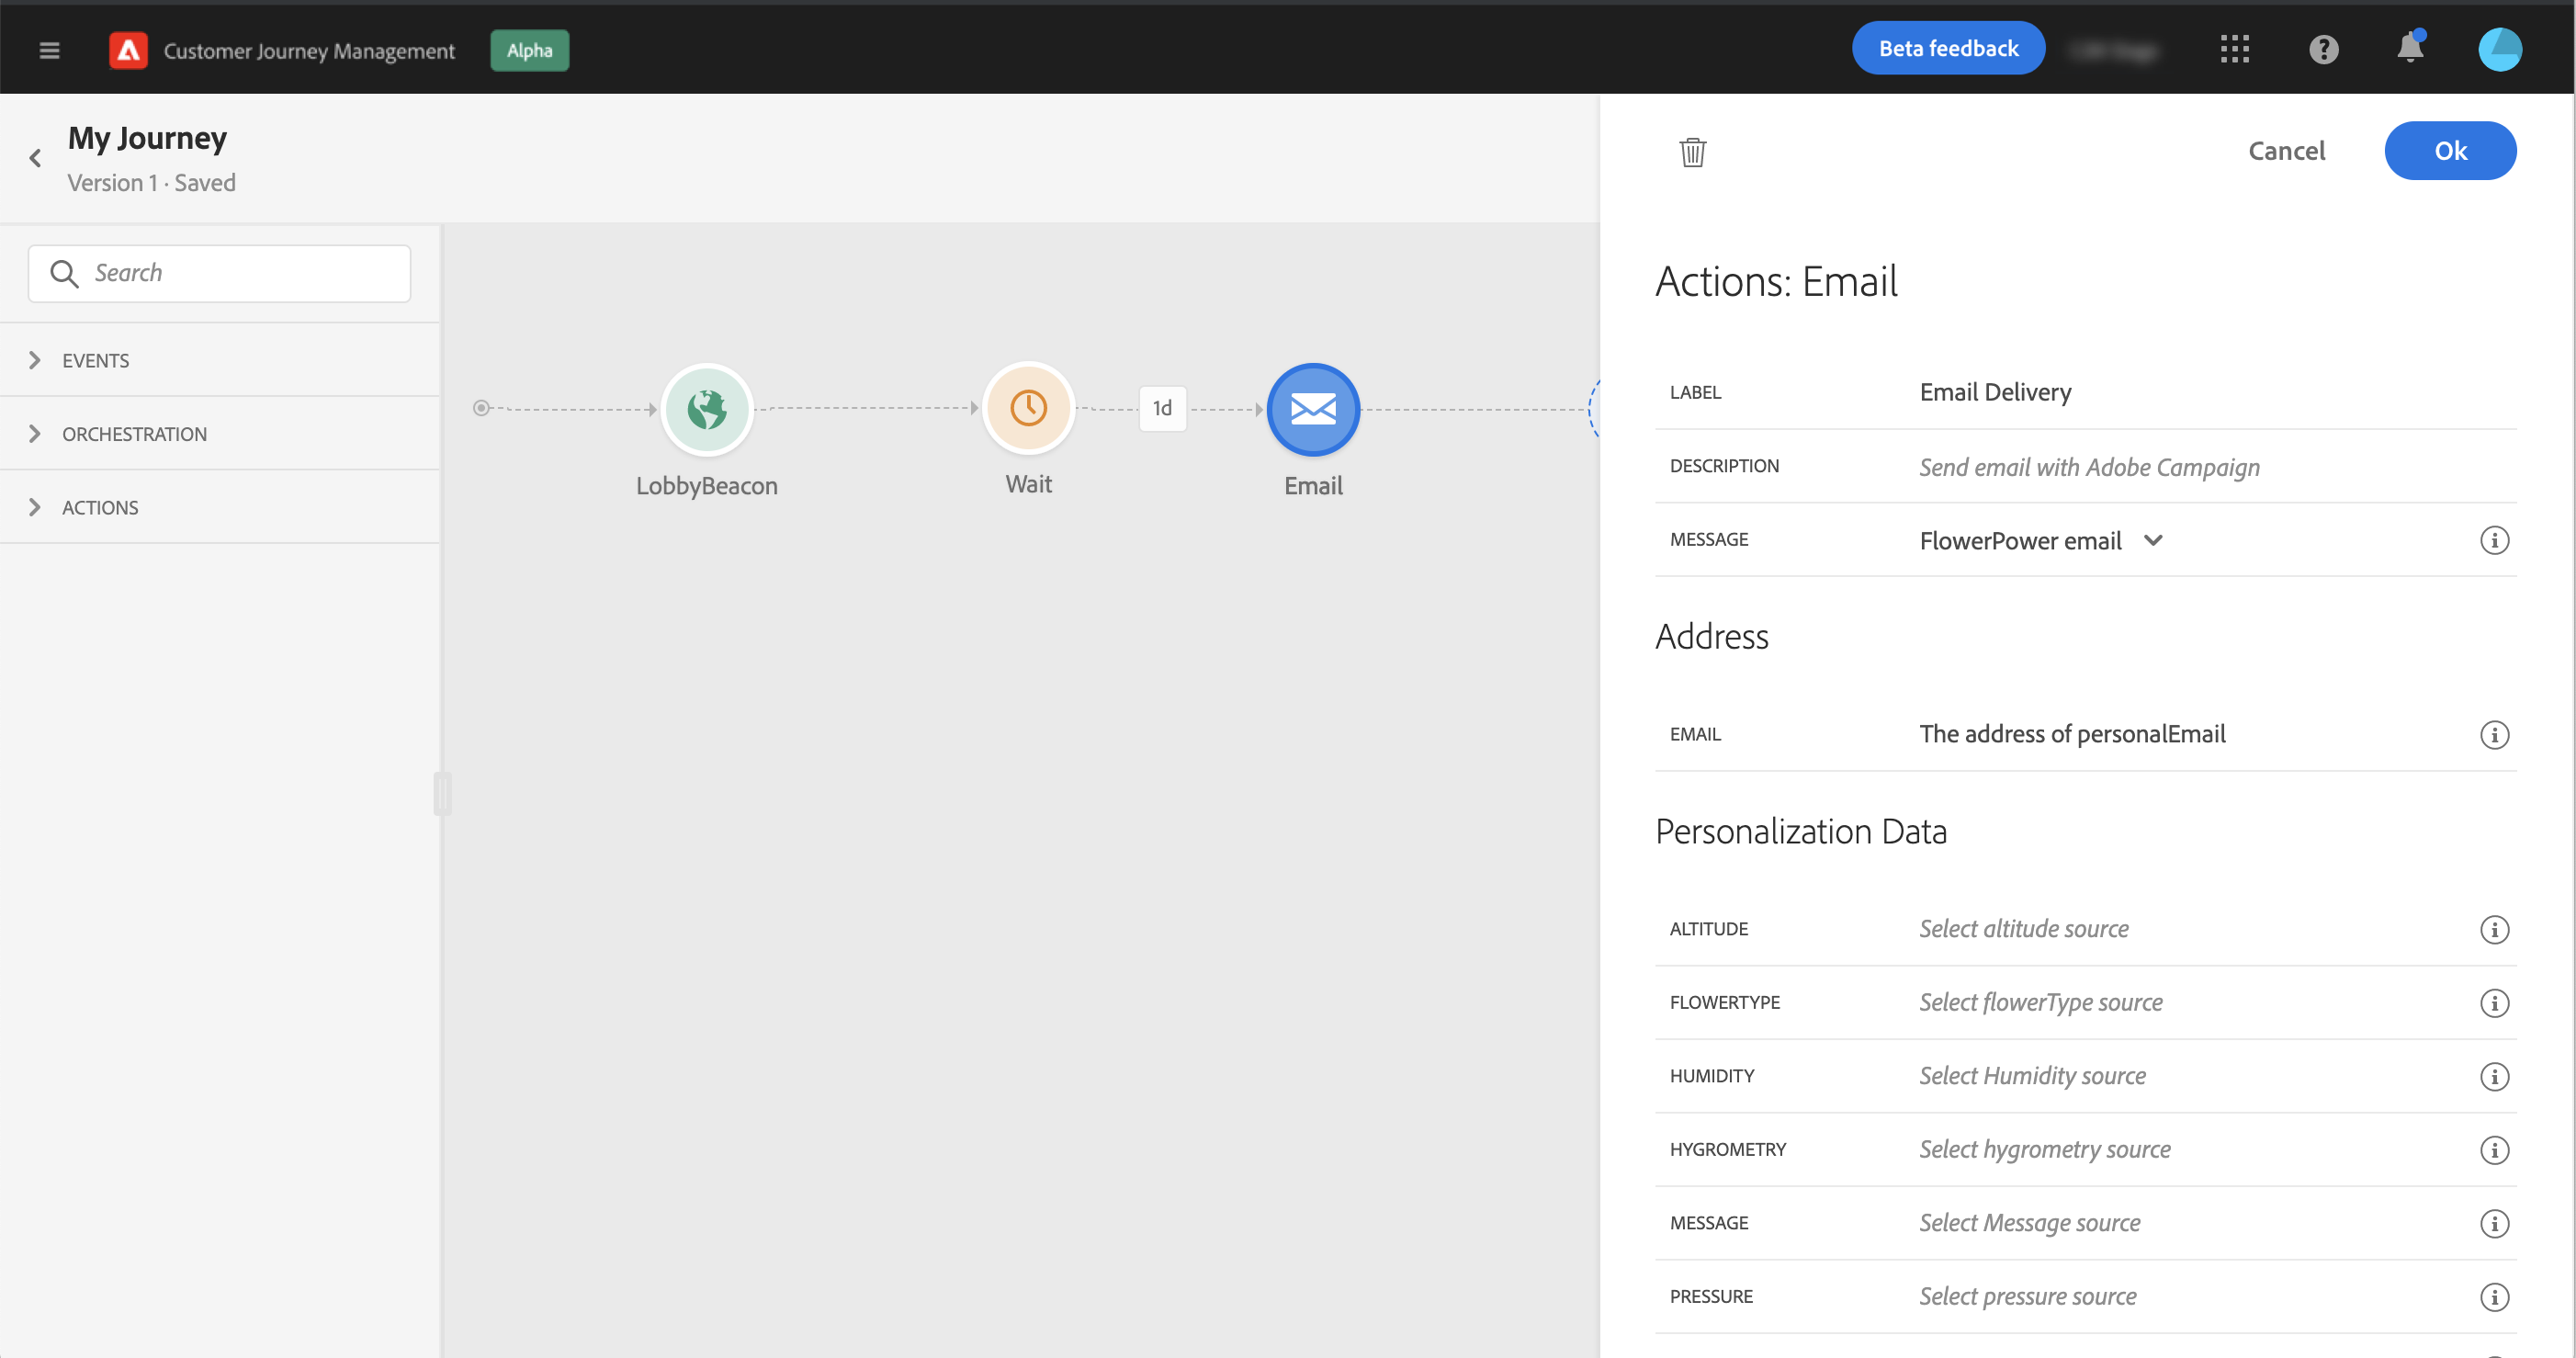 Customer Journey Management
Alpha
Beta feedback
My Journey
Version 1 · Saved
Cancel
Ok
Search
EVENTS
ORCHESTRATION
ACTIONS
LobbyBeacon
Wait
1d
Email
Actions: Email
LABEL Email Delivery
DESCRIPTION Send email with Adobe Campaign
MESSAGE FlowerPower email
Address
EMAIL The address of personalEmail
Personalization Data
ALTITUDE Select altitude source
FLOWERTYPE Select flowerType source
HUMIDITY Select Humidity source
HYGROMETRY Select hygrometry source
MESSAGE Select Message source
PRESSURE Select pressure source